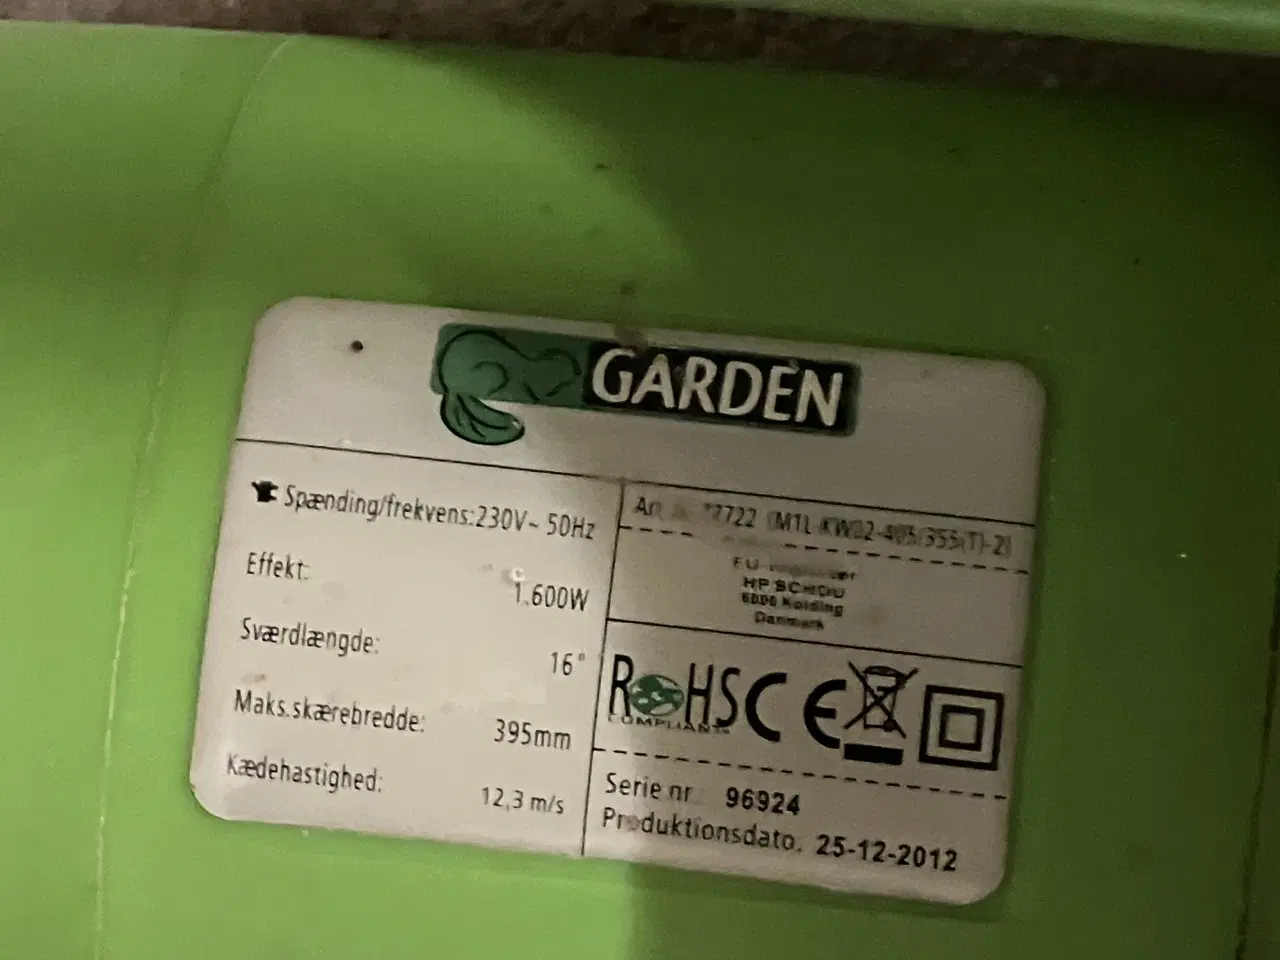 GARDEN
Spænding/frekvens:230V~ 50Hz
Effekt: 1.600W
Sværdlængde: 16"
Maks.skærebredde: 395mm
Kædehastighed: 12,3 m/s
HP SCHOU
6000 Kolding
Danmark
RoHS CE
COMPLIANT
Serie nr. 96924
Produktionsdato. 25-12-2012